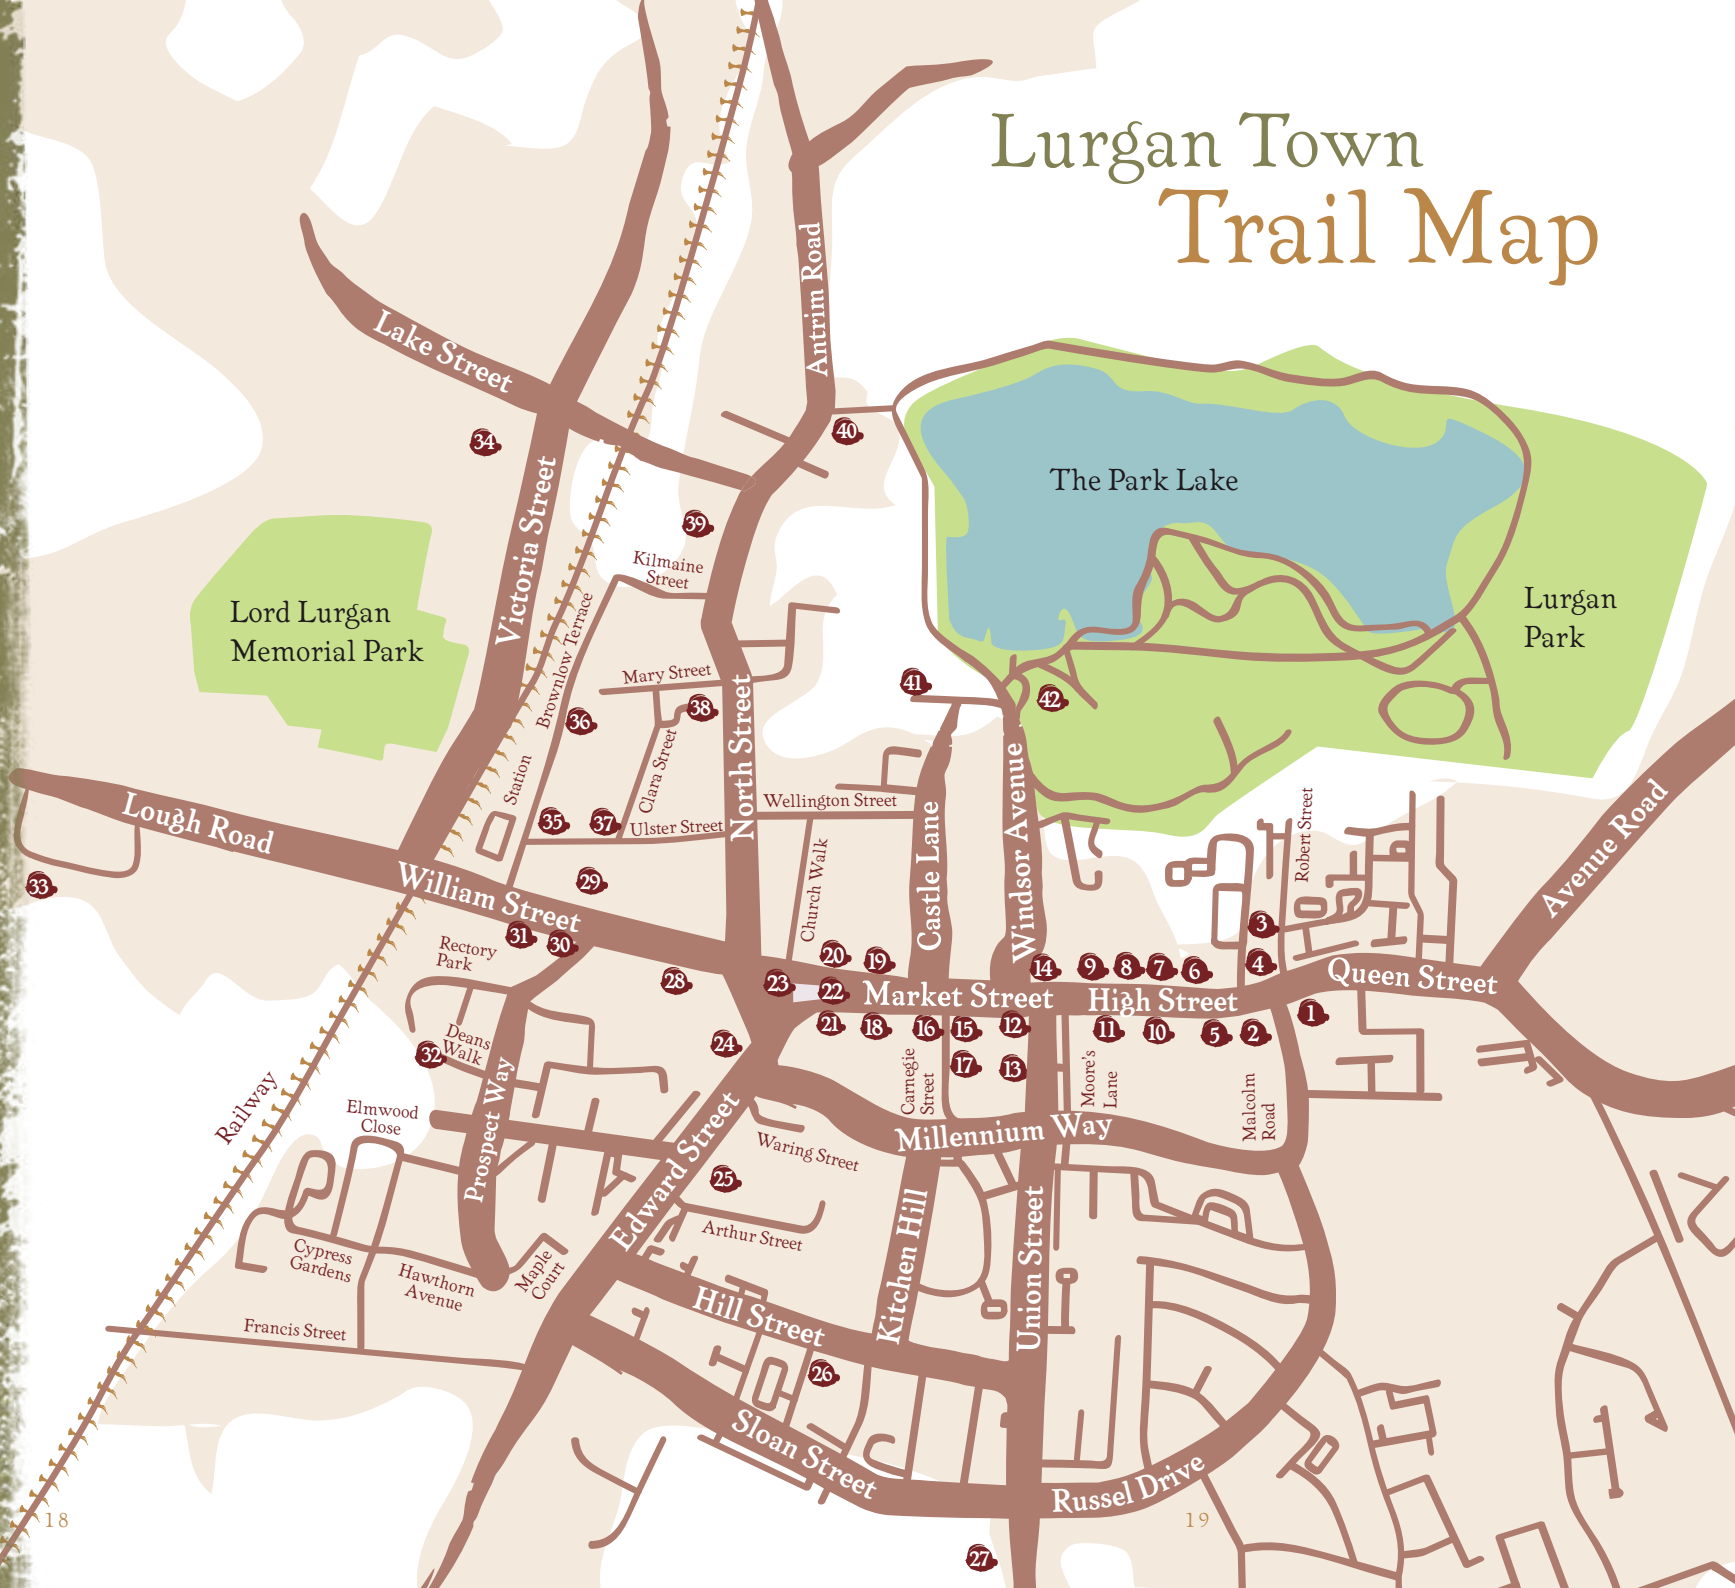 Lurgan Town
Trail Map
Antrim Road
Lake Street
40
34
The Park Lake
Victoria Street
39
Kilmaine
Street
Lord Lurgan
Memorial Park
Lurgan
Park
Brownlow Terrace
Mary Street
41
42
38
36
North Street
Clara Street
Station
Windsor Avenue
Wellington Street
Castle Lane
Robert Street
Avenue Road
Lough Road
35
37
Ulster Street
Church Walk
33
29
William Street
31
30
Rectory
Park
3
20
19
14
9
8
7
6
4
28
23
22
Market Street
High Street
Queen Street
21
18
16
15
12
11
10
5
2
1
24
32
Deans
Walk
17
13
Carnegie
Street
Moore's
Lane
Malcolm
Road
Railway
Elmwood
Close
Prospect Way
Edward Street
Millennium Way
Waring Street
25
Arthur Street
Kitchen Hill
Union Street
Cypress
Gardens
Hawthorn
Avenue
Maple
Court
Francis Street
Hill Street
26
Sloan Street
Russel Drive
18
19
27